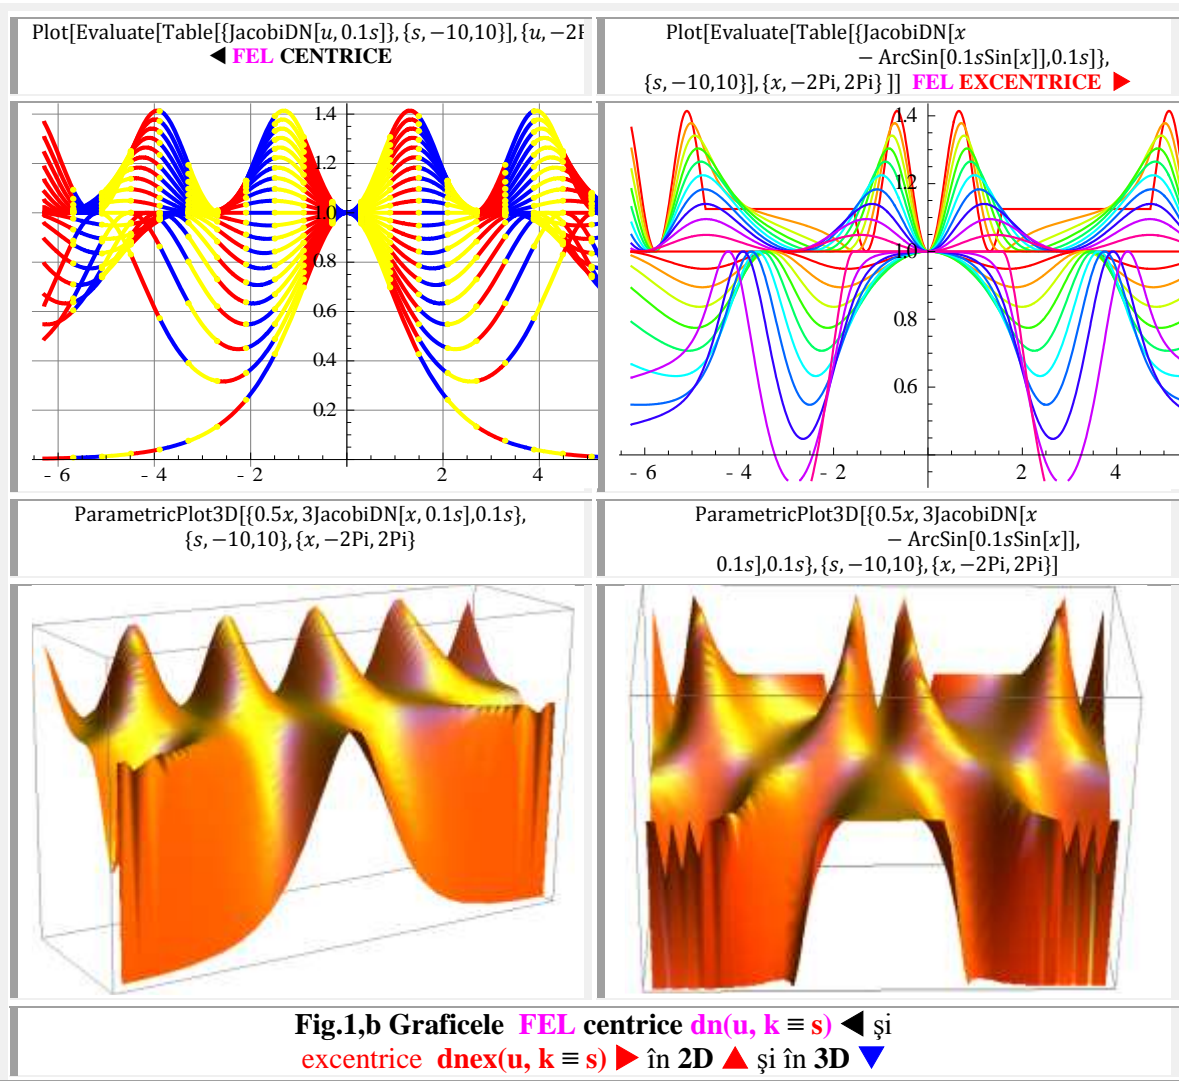 Plot[Evaluate[Table[{JacobiDN[u, 0.1s]}, {s, −10,10}], {u, −2
◄ FEL CENTRICE
Plot[Evaluate[Table[{JacobiDN[x
− ArcSin[0.1sSin[x]],0.1s]},
{s, −10,10}], {x, −2Pi, 2Pi} ]] FEL EXCENTRICE ►
1.4
1.2
1.0
0.8
0.6
0.4
0.2
- 6
- 4
- 2
2
4
1.4
1.2
1.0
0.8
0.6
- 6
- 4
- 2
2
4
ParametricPlot3D[{0.5x, 3JacobiDN[x, 0.1s],0.1s},
{s, −10,10}, {x, −2Pi, 2Pi}
ParametricPlot3D[{0.5x, 3JacobiDN[x
− ArcSin[0.1sSin[x]],
0.1s],0.1s}, {s, −10,10}, {x, −2Pi, 2Pi}]
Fig.1,b Graficele FEL centrice dn(u, k ≡ s) ◄ şi
excentrice dnex(u, k ≡ s) ► în 2D ▲ şi în 3D ▼